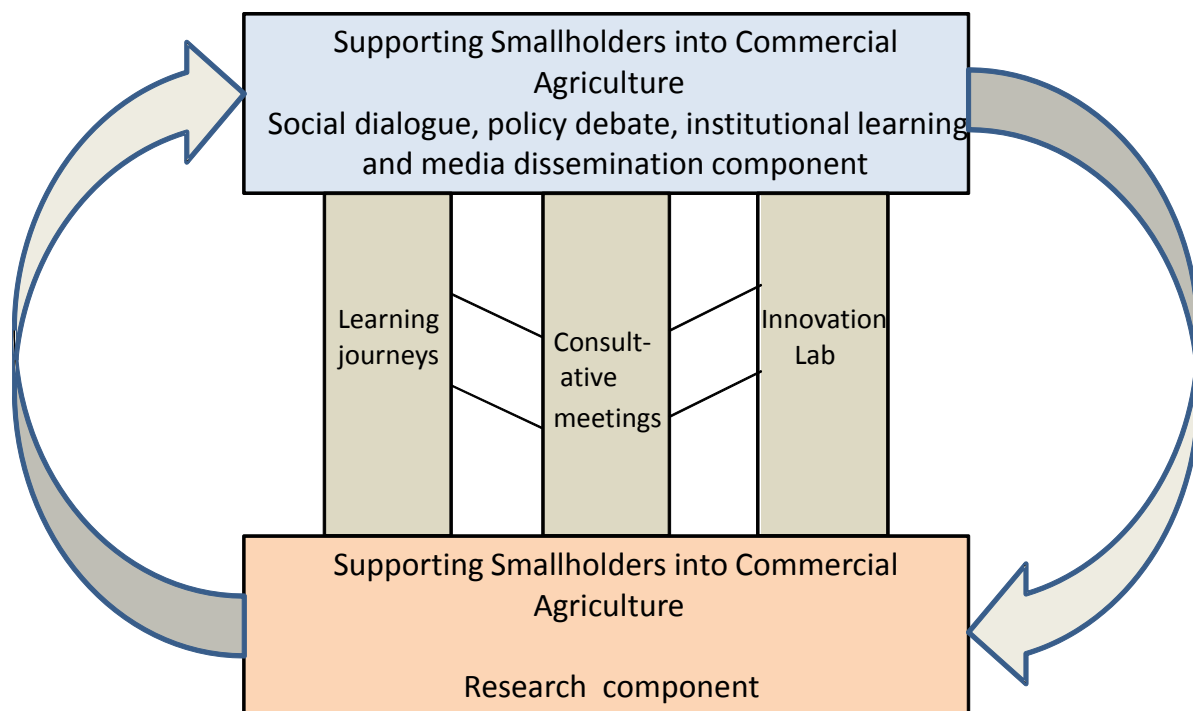 Supporting Smallholders into Commercial
Agriculture
Social dialogue, policy debate, institutional learning
and media dissemination component
Learning
journeys
Consult-
ative
meetings
Innovation
Lab
Supporting Smallholders into Commercial
Agriculture
Research component